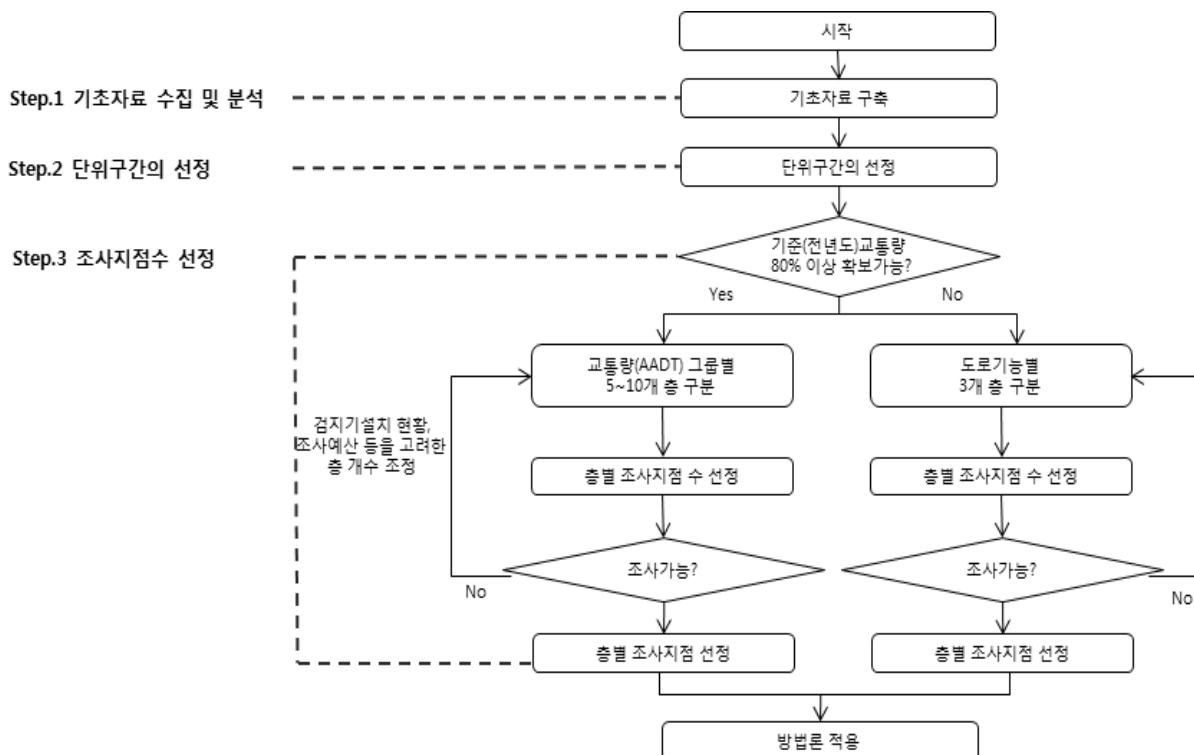 시작
Step.1 기초자료 수집 및 분석
기초자료 구축
Step.2 단위구간의 선정
단위구간의 선정
Step.3 조사지점수 선정
기준(전년도)교통량
80% 이상 확보가능?
Yes
No
교통량(AADT) 그룹별
5~10개 층 구분
도로기능별
3개 층 구분
검지기설치 현황,
조사예산 등을 고려한
층 개수 조정
층별 조사지점 수 선정
층별 조사지점 수 선정
조사가능?
조사가능?
No
No
층별 조사지점 선정
층별 조사지점 선정
방법론 적용